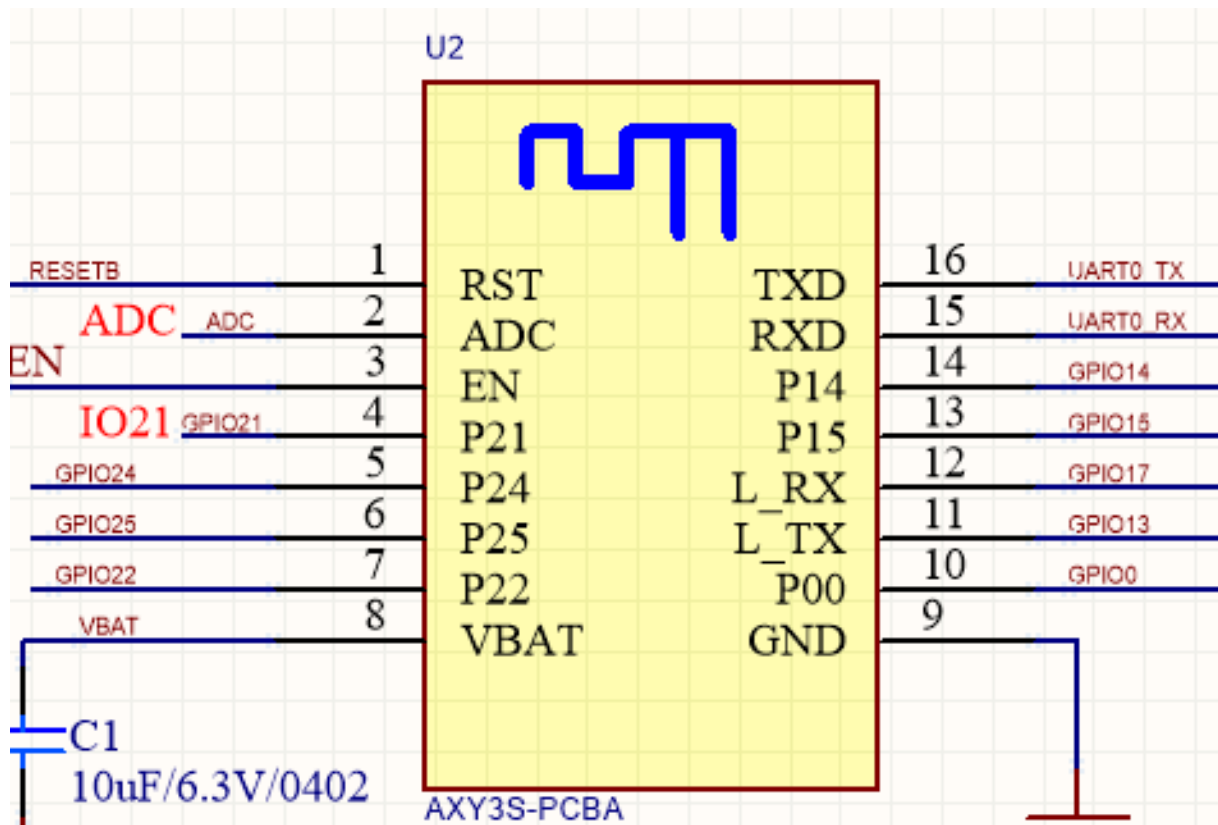 U2
RESETB 1 RST TXD 16 UART0_TX
ADC ADC 2 ADC RXD 15 UART0_RX
EN 3 EN P14 14 GPIO14
IO21 GPIO21 4 P21 P15 13 GPIO15
GPIO24 5 P24 L_RX 12 GPIO17
GPIO25 6 P25 L_TX 11 GPIO13
GPIO22 7 P22 P00 10 GPIO0
VBAT 8 VBAT GND 9
C1
10uF/6.3V/0402
AXY3S-PCBA